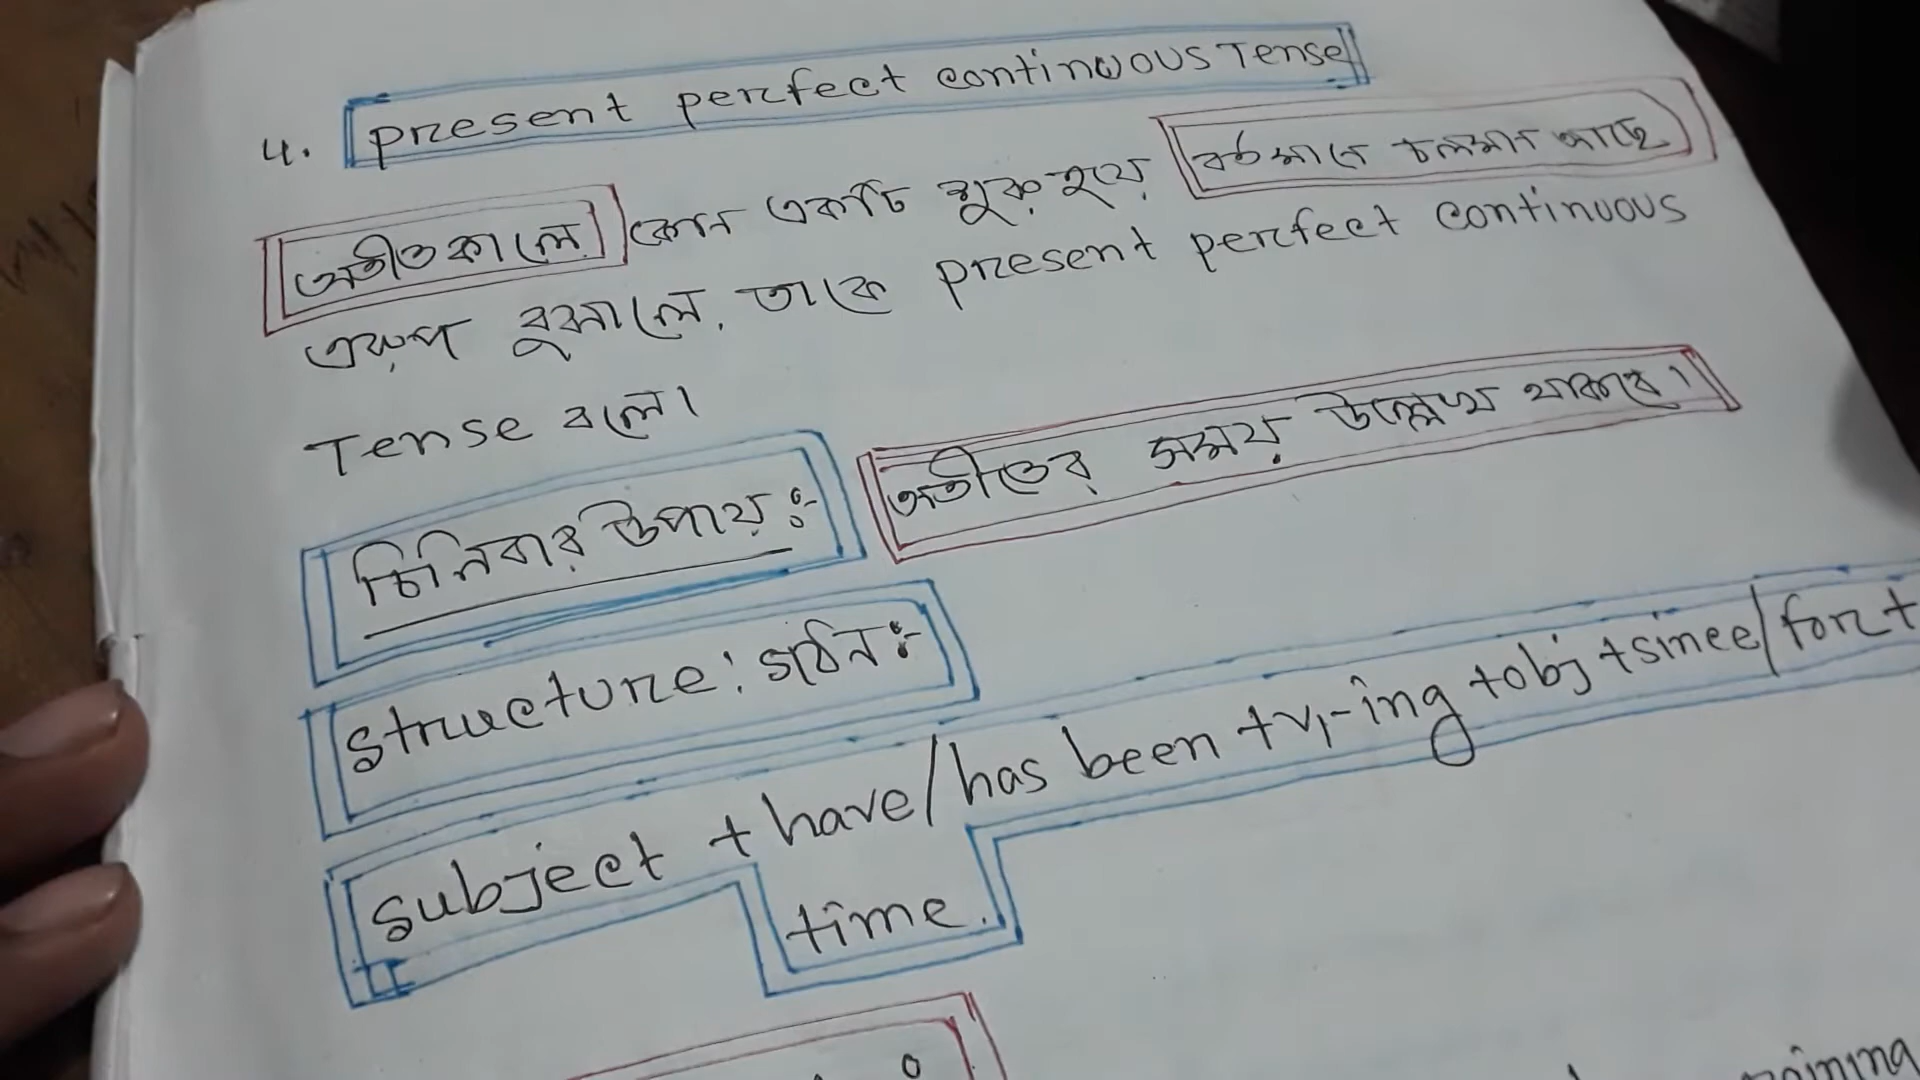 4. present perfect continuous Tense
অতীতকালে কোন একটি শুরু হয়ে বর্তমানে চলমান আছে
এরূপ বুঝালে, তাকে present perfect continuous
Tense বলে।
চিনিবার উপায়ঃ- অতীতের সময় উল্লেখ থাকবে।
structure: গঠনঃ-
subject + have/has been + v₁-ing + obj + since/for +
time.